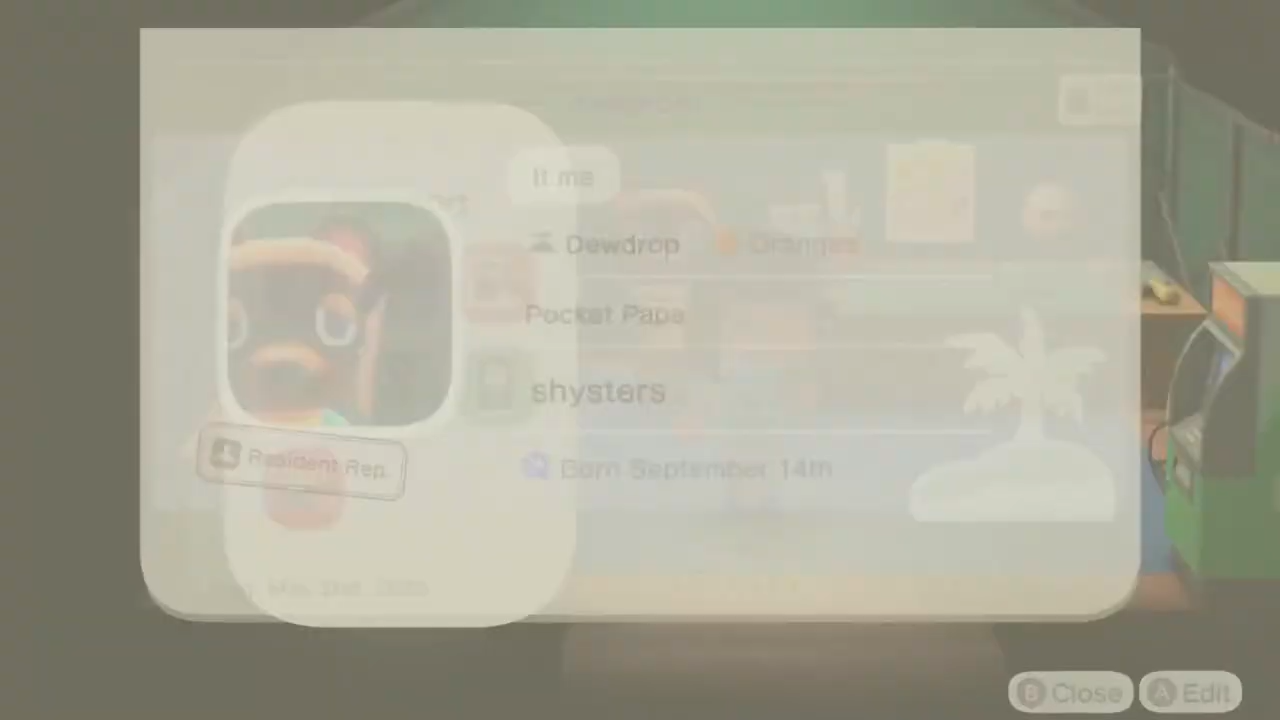 It me
Dewdrop Oranges
Pocket Papa
shysters
Resident Rep.
Born September 14th
B Close A Edit